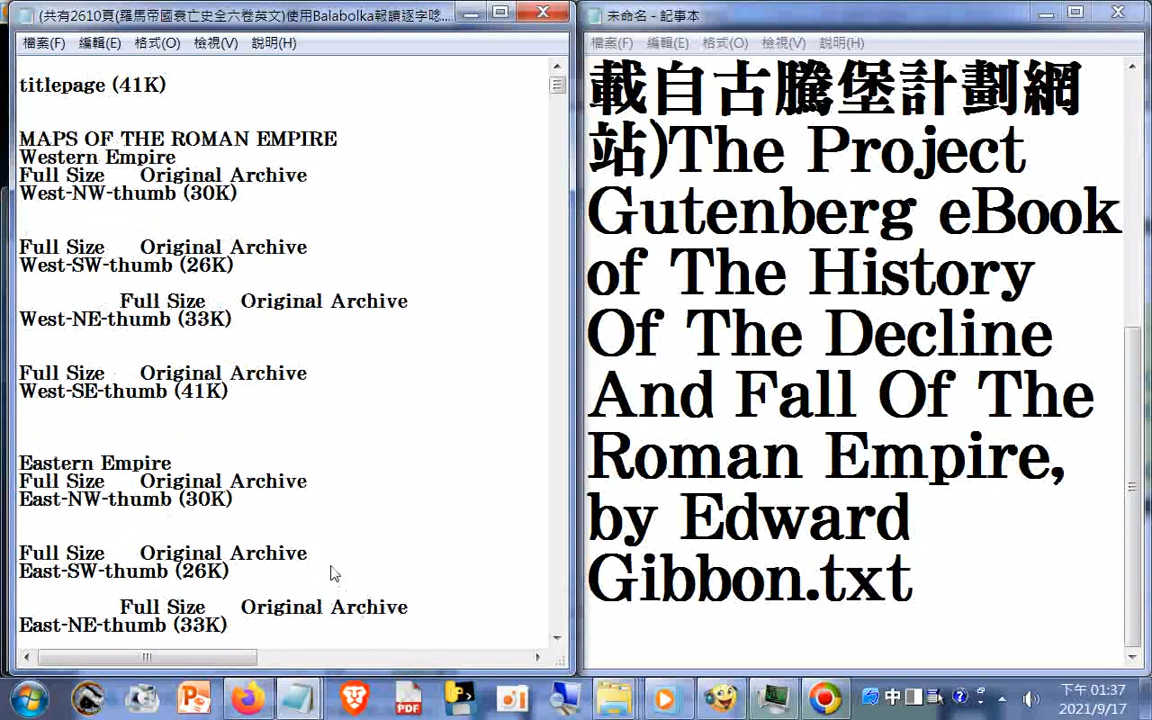 (共有2610頁(羅馬帝國衰亡史全六卷英文)使用Balabolka報讀逐字唸...
檔案(F) 編輯(E) 格式(O) 檢視(V) 說明(H)
titlepage (41K)
MAPS OF THE ROMAN EMPIRE
Western Empire
Full Size Original Archive
West-NW-thumb (30K)
Full Size Original Archive
West-SW-thumb (26K)
Full Size Original Archive
West-NE-thumb (33K)
Full Size Original Archive
West-SE-thumb (41K)
Eastern Empire
Full Size Original Archive
East-NW-thumb (30K)
Full Size Original Archive
East-SW-thumb (26K)
Full Size Original Archive
East-NE-thumb (33K)
未命名 - 記事本
檔案(F) 編輯(E) 格式(O) 檢視(V) 說明(H)
載自古騰堡計劃網
站)The Project
Gutenberg eBook
of The History
Of The Decline
And Fall Of The
Roman Empire,
by Edward
Gibbon.txt
PDF
中
下午 01:37
2021/9/17